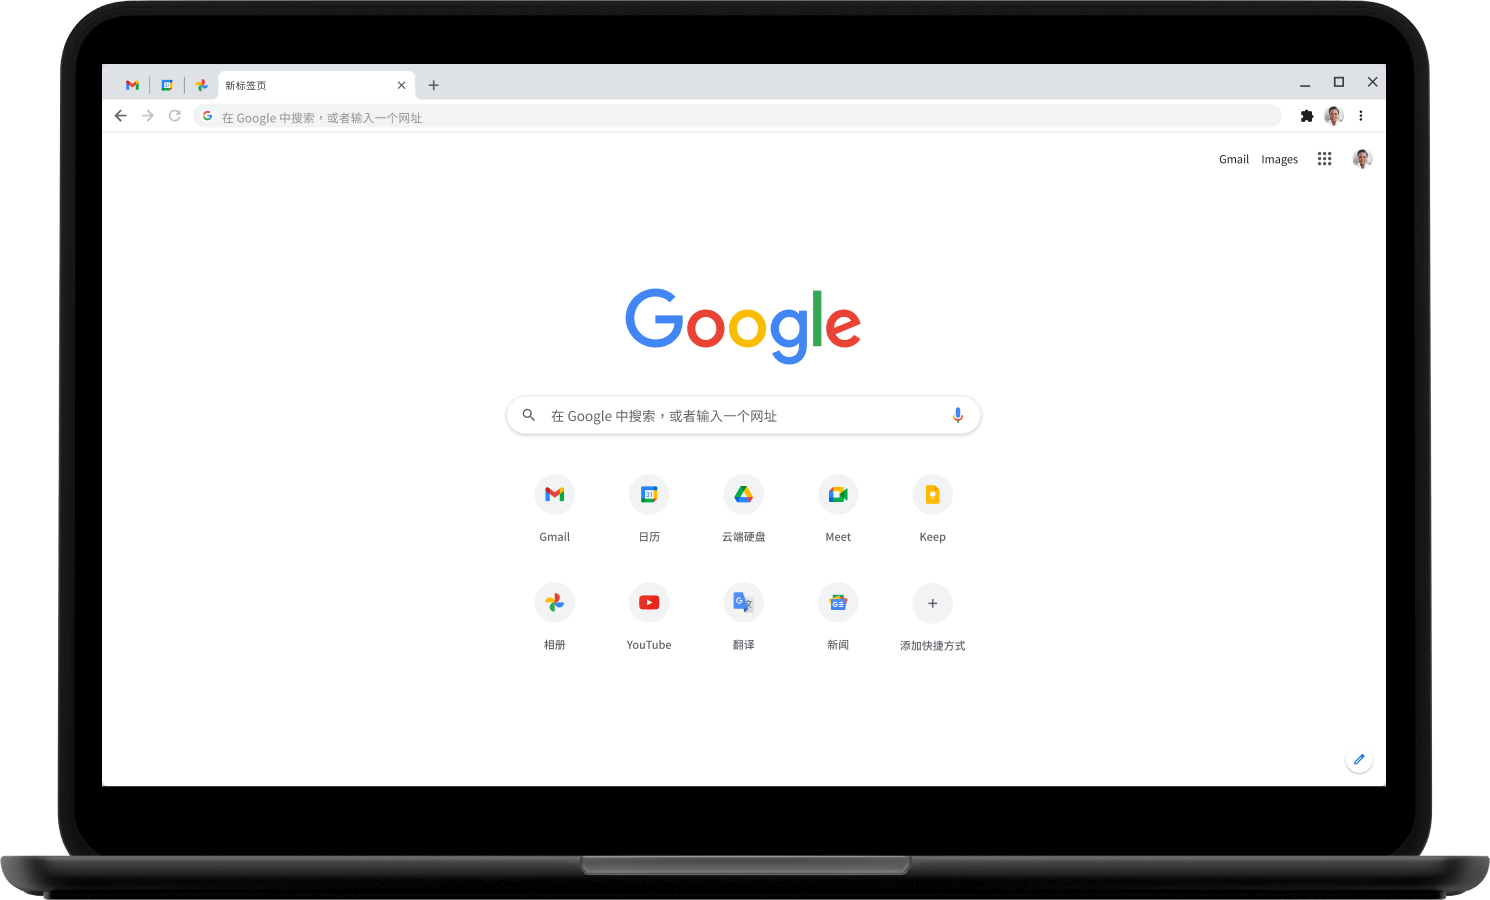 新标签页
在 Google 中搜索，或者输入一个网址
Gmail Images
Google
在 Google 中搜索，或者输入一个网址
31
Gmail 日历 云端硬盘 Meet Keep
相册 YouTube 翻译 新闻 添加快捷方式